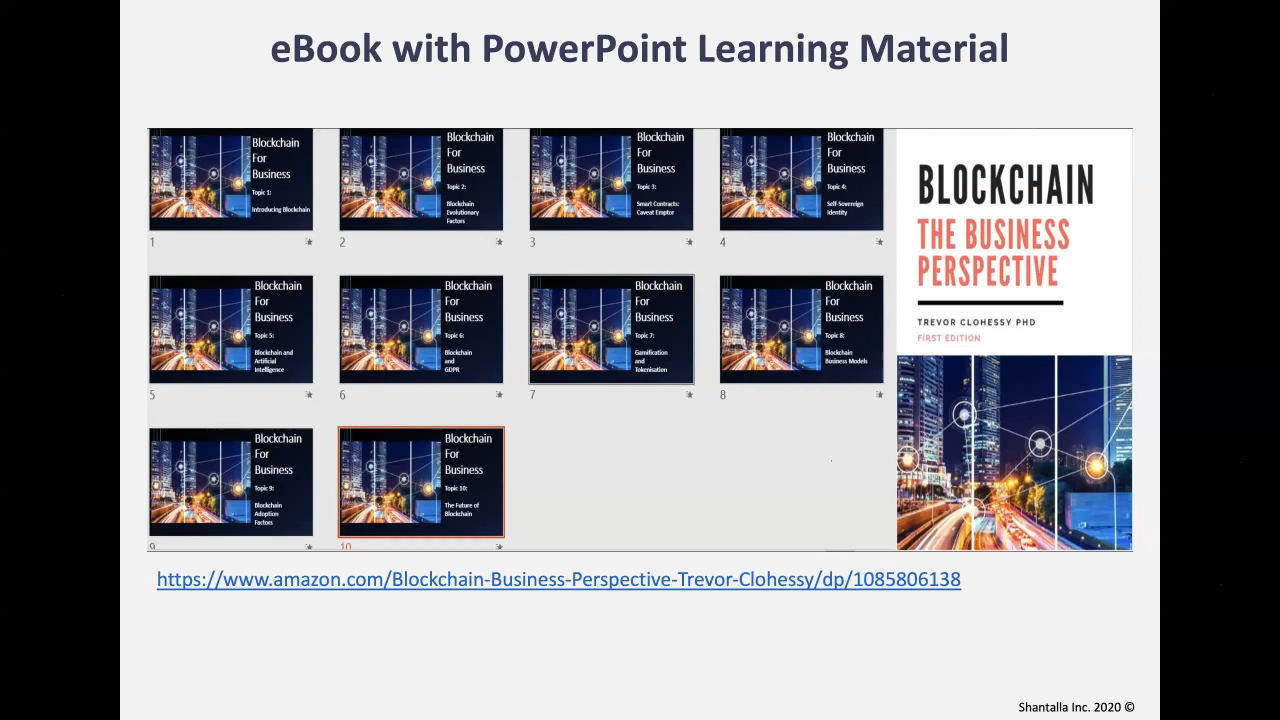 eBook with PowerPoint Learning Material
Blockchain
For
Business
Topic 1:
Introducing Blockchain
1
Blockchain
For
Business
Topic 2:
Blockchain
Evolutionary
Factors
2
Blockchain
For
Business
Topic 3:
Smart Contracts:
Caveat Emptor
3
Blockchain
For
Business
Topic 4:
Self-Sovereign
Identity
4
Blockchain
For
Business
Topic 5:
Blockchain and
Artificial
Intelligence
5
Blockchain
For
Business
Topic 6:
Blockchain
and
GDPR
6
Blockchain
For
Business
Topic 7:
Gamification
and
Tokenisation
7
Blockchain
For
Business
Topic 8:
Blockchain
Business Models
8
Blockchain
For
Business
Topic 9:
Blockchain
Adoption
Factors
9
Blockchain
For
Business
Topic 10:
The Future of
Blockchain
10
BLOCKCHAIN
THE BUSINESS
PERSPECTIVE
TREVOR CLOHESSY PHD
FIRST EDITION
https://www.amazon.com/Blockchain-Business-Perspective-Trevor-Clohessy/dp/1085806138
Shantalla Inc. 2020 ©